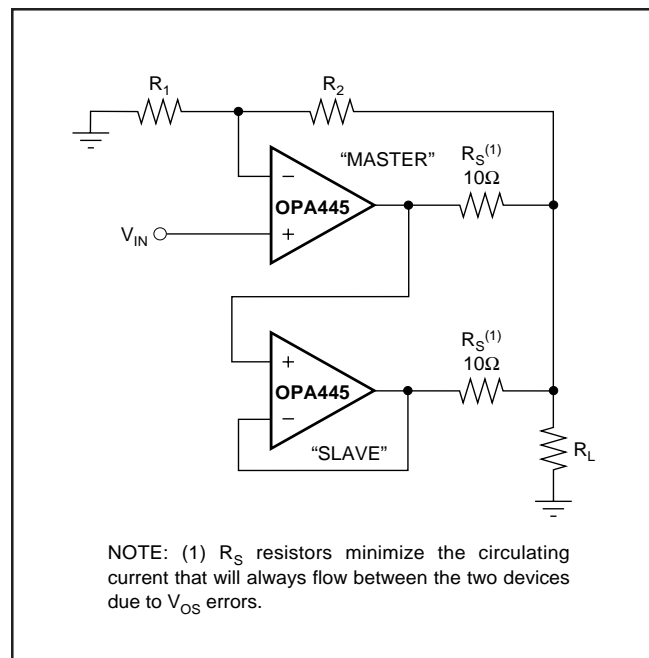 R1
R2
“MASTER”
RS(1)
10Ω
–
OPA445
+
VIN
RS(1)
10Ω
+
OPA445
–
“SLAVE”
RL
NOTE: (1) RS resistors minimize the circulating
current that will always flow between the two devices
due to VOS errors.